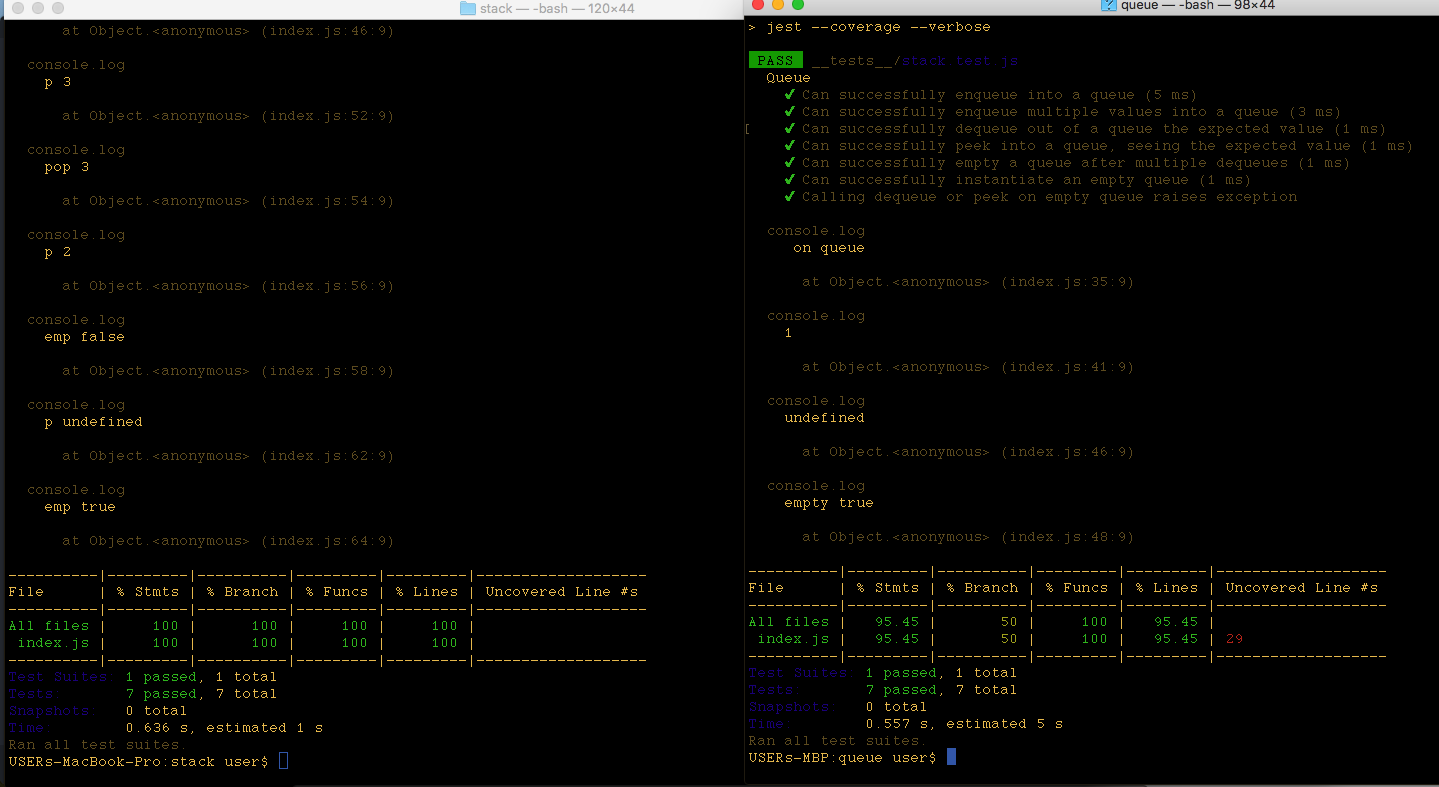 stack — -bash — 120×44
at Object.<anonymous> (index.js:46:9)
console.log
p 3
at Object.<anonymous> (index.js:52:9)
console.log
pop 3
at Object.<anonymous> (index.js:54:9)
console.log
p 2
at Object.<anonymous> (index.js:56:9)
console.log
emp false
at Object.<anonymous> (index.js:58:9)
console.log
p undefined
at Object.<anonymous> (index.js:62:9)
console.log
emp true
at Object.<anonymous> (index.js:64:9)
----------|---------|----------|---------|---------|-------------------
File      | % Stmts | % Branch | % Funcs | % Lines | Uncovered Line #s
----------|---------|----------|---------|---------|-------------------
All files |     100 |      100 |     100 |     100 |
 index.js |     100 |      100 |     100 |     100 |
----------|---------|----------|---------|---------|-------------------
Test Suites: 1 passed, 1 total
Tests:       7 passed, 7 total
Snapshots:   0 total
Time:        0.636 s, estimated 1 s
Ran all test suites.
USERs-MacBook-Pro:stack user$
queue — -bash — 98×44
> jest --coverage --verbose
PASS __tests__/stack.test.js
Queue
✔ Can successfully enqueue into a queue (5 ms)
✔ Can successfully enqueue multiple values into a queue (3 ms)
[ ✔ Can successfully dequeue out of a queue the expected value (1 ms)
✔ Can successfully peek into a queue, seeing the expected value (1 ms)
✔ Can successfully empty a queue after multiple dequeues (1 ms)
✔ Can successfully instantiate an empty queue (1 ms)
✔ Calling dequeue or peek on empty queue raises exception
console.log
on queue
at Object.<anonymous> (index.js:35:9)
console.log
1
at Object.<anonymous> (index.js:41:9)
console.log
undefined
at Object.<anonymous> (index.js:46:9)
console.log
empty true
at Object.<anonymous> (index.js:48:9)
----------|---------|----------|---------|---------|-------------------
File      | % Stmts | % Branch | % Funcs | % Lines | Uncovered Line #s
----------|---------|----------|---------|---------|-------------------
All files |   95.45 |       50 |     100 |   95.45 |
 index.js |   95.45 |       50 |     100 |   95.45 | 29
----------|---------|----------|---------|---------|-------------------
Test Suites: 1 passed, 1 total
Tests:       7 passed, 7 total
Snapshots:   0 total
Time:        0.557 s, estimated 5 s
Ran all test suites.
USERs-MBP:queue user$